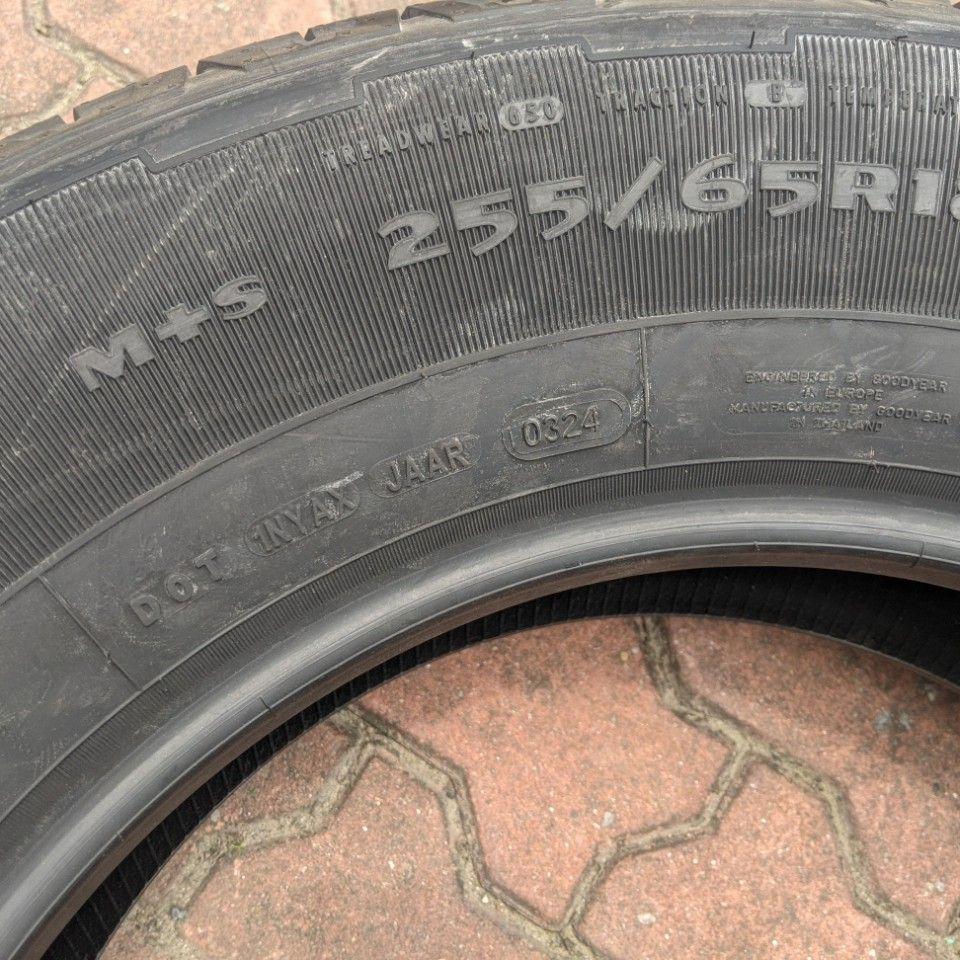 TREADWEAR 650 TRACTION B TEMPERAT
M+S 255/65R1
ENGINEERED BY GOODYEAR
IN EUROPE
MANUFACTURED BY GOODYEAR
IN THAILAND
DOT 1NYAX JAAR 0324